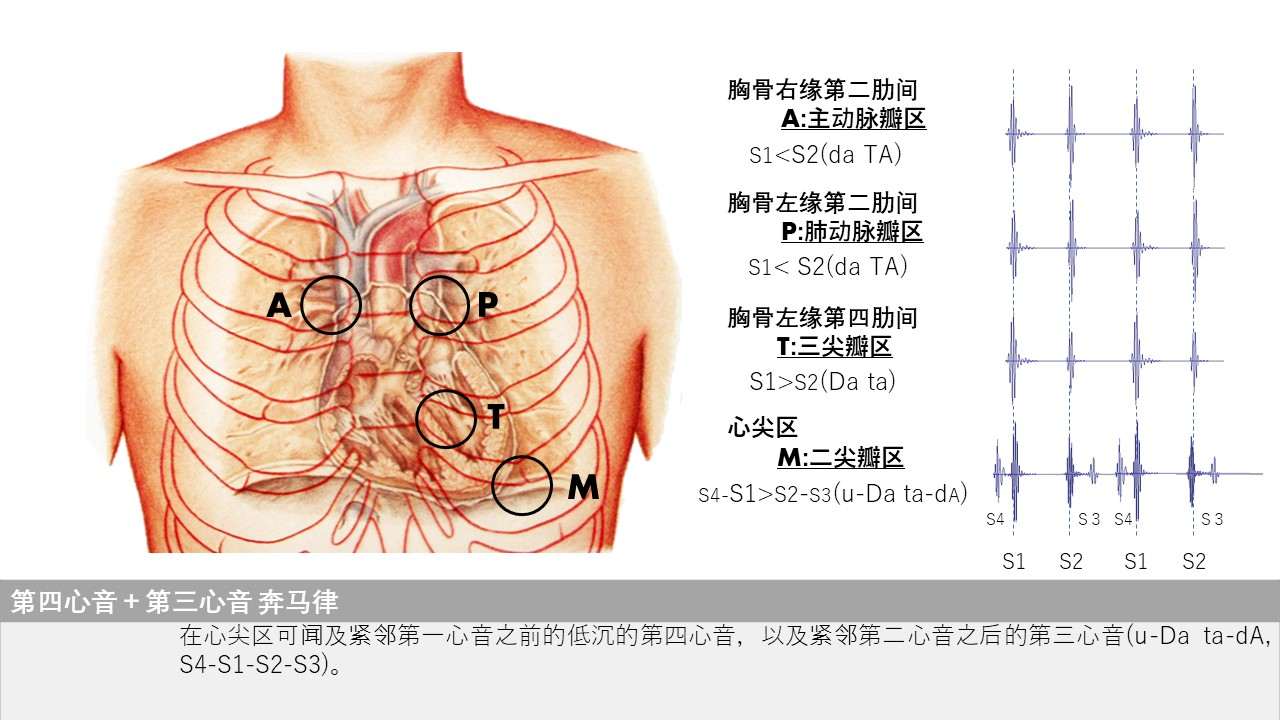 A
P
T
M
胸骨右缘第二肋间
A:主动脉瓣区
S1<S2(da TA)
胸骨左缘第二肋间
P:肺动脉瓣区
S1< S2(da TA)
胸骨左缘第四肋间
T:三尖瓣区
S1>S2(Da ta)
心尖区
M:二尖瓣区
S4-S1>S2-S3(u-Da ta-dA)
S4 S 3 S4 S 3
S1 S2 S1 S2
第四心音＋第三心音 奔马律
在心尖区可闻及紧邻第一心音之前的低沉的第四心音，以及紧邻第二心音之后的第三心音(u-Da ta-dA,
S4-S1-S2-S3)。